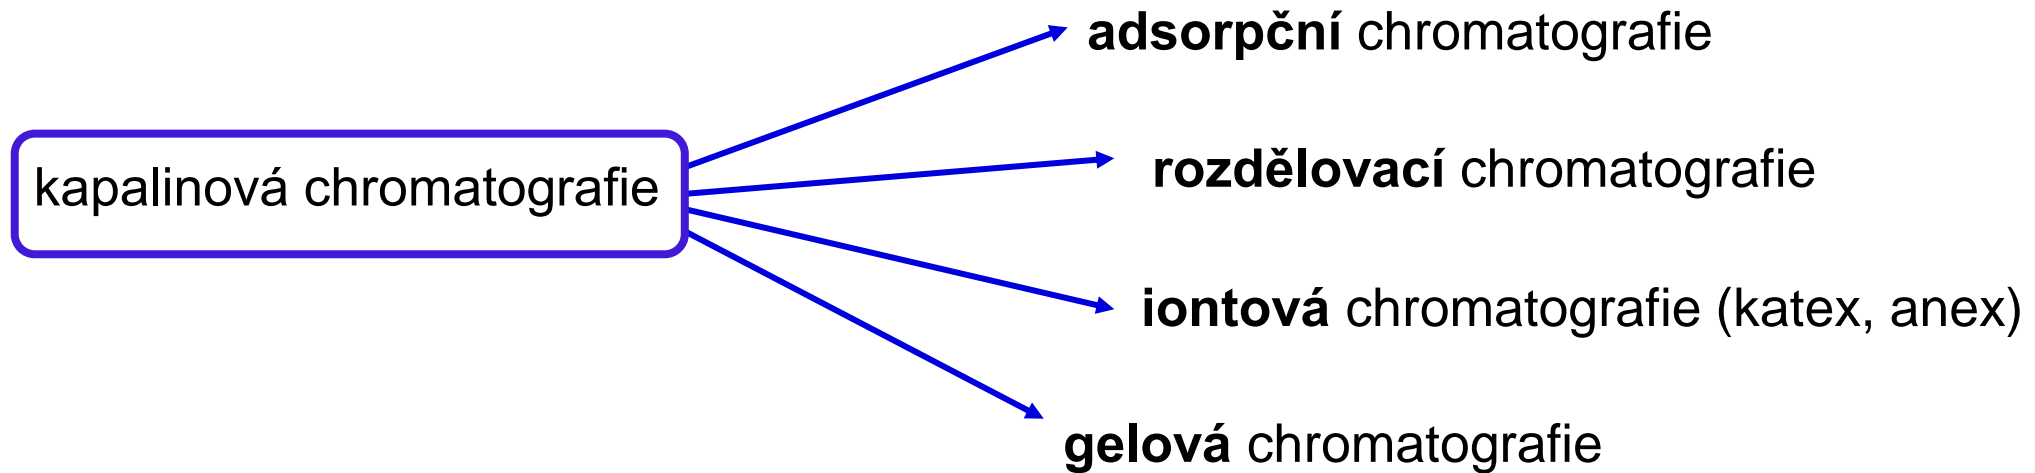 adsorpční chromatografie
kapalinová chromatografie
rozdělovací chromatografie
iontová chromatografie (katex, anex)
gelová chromatografie